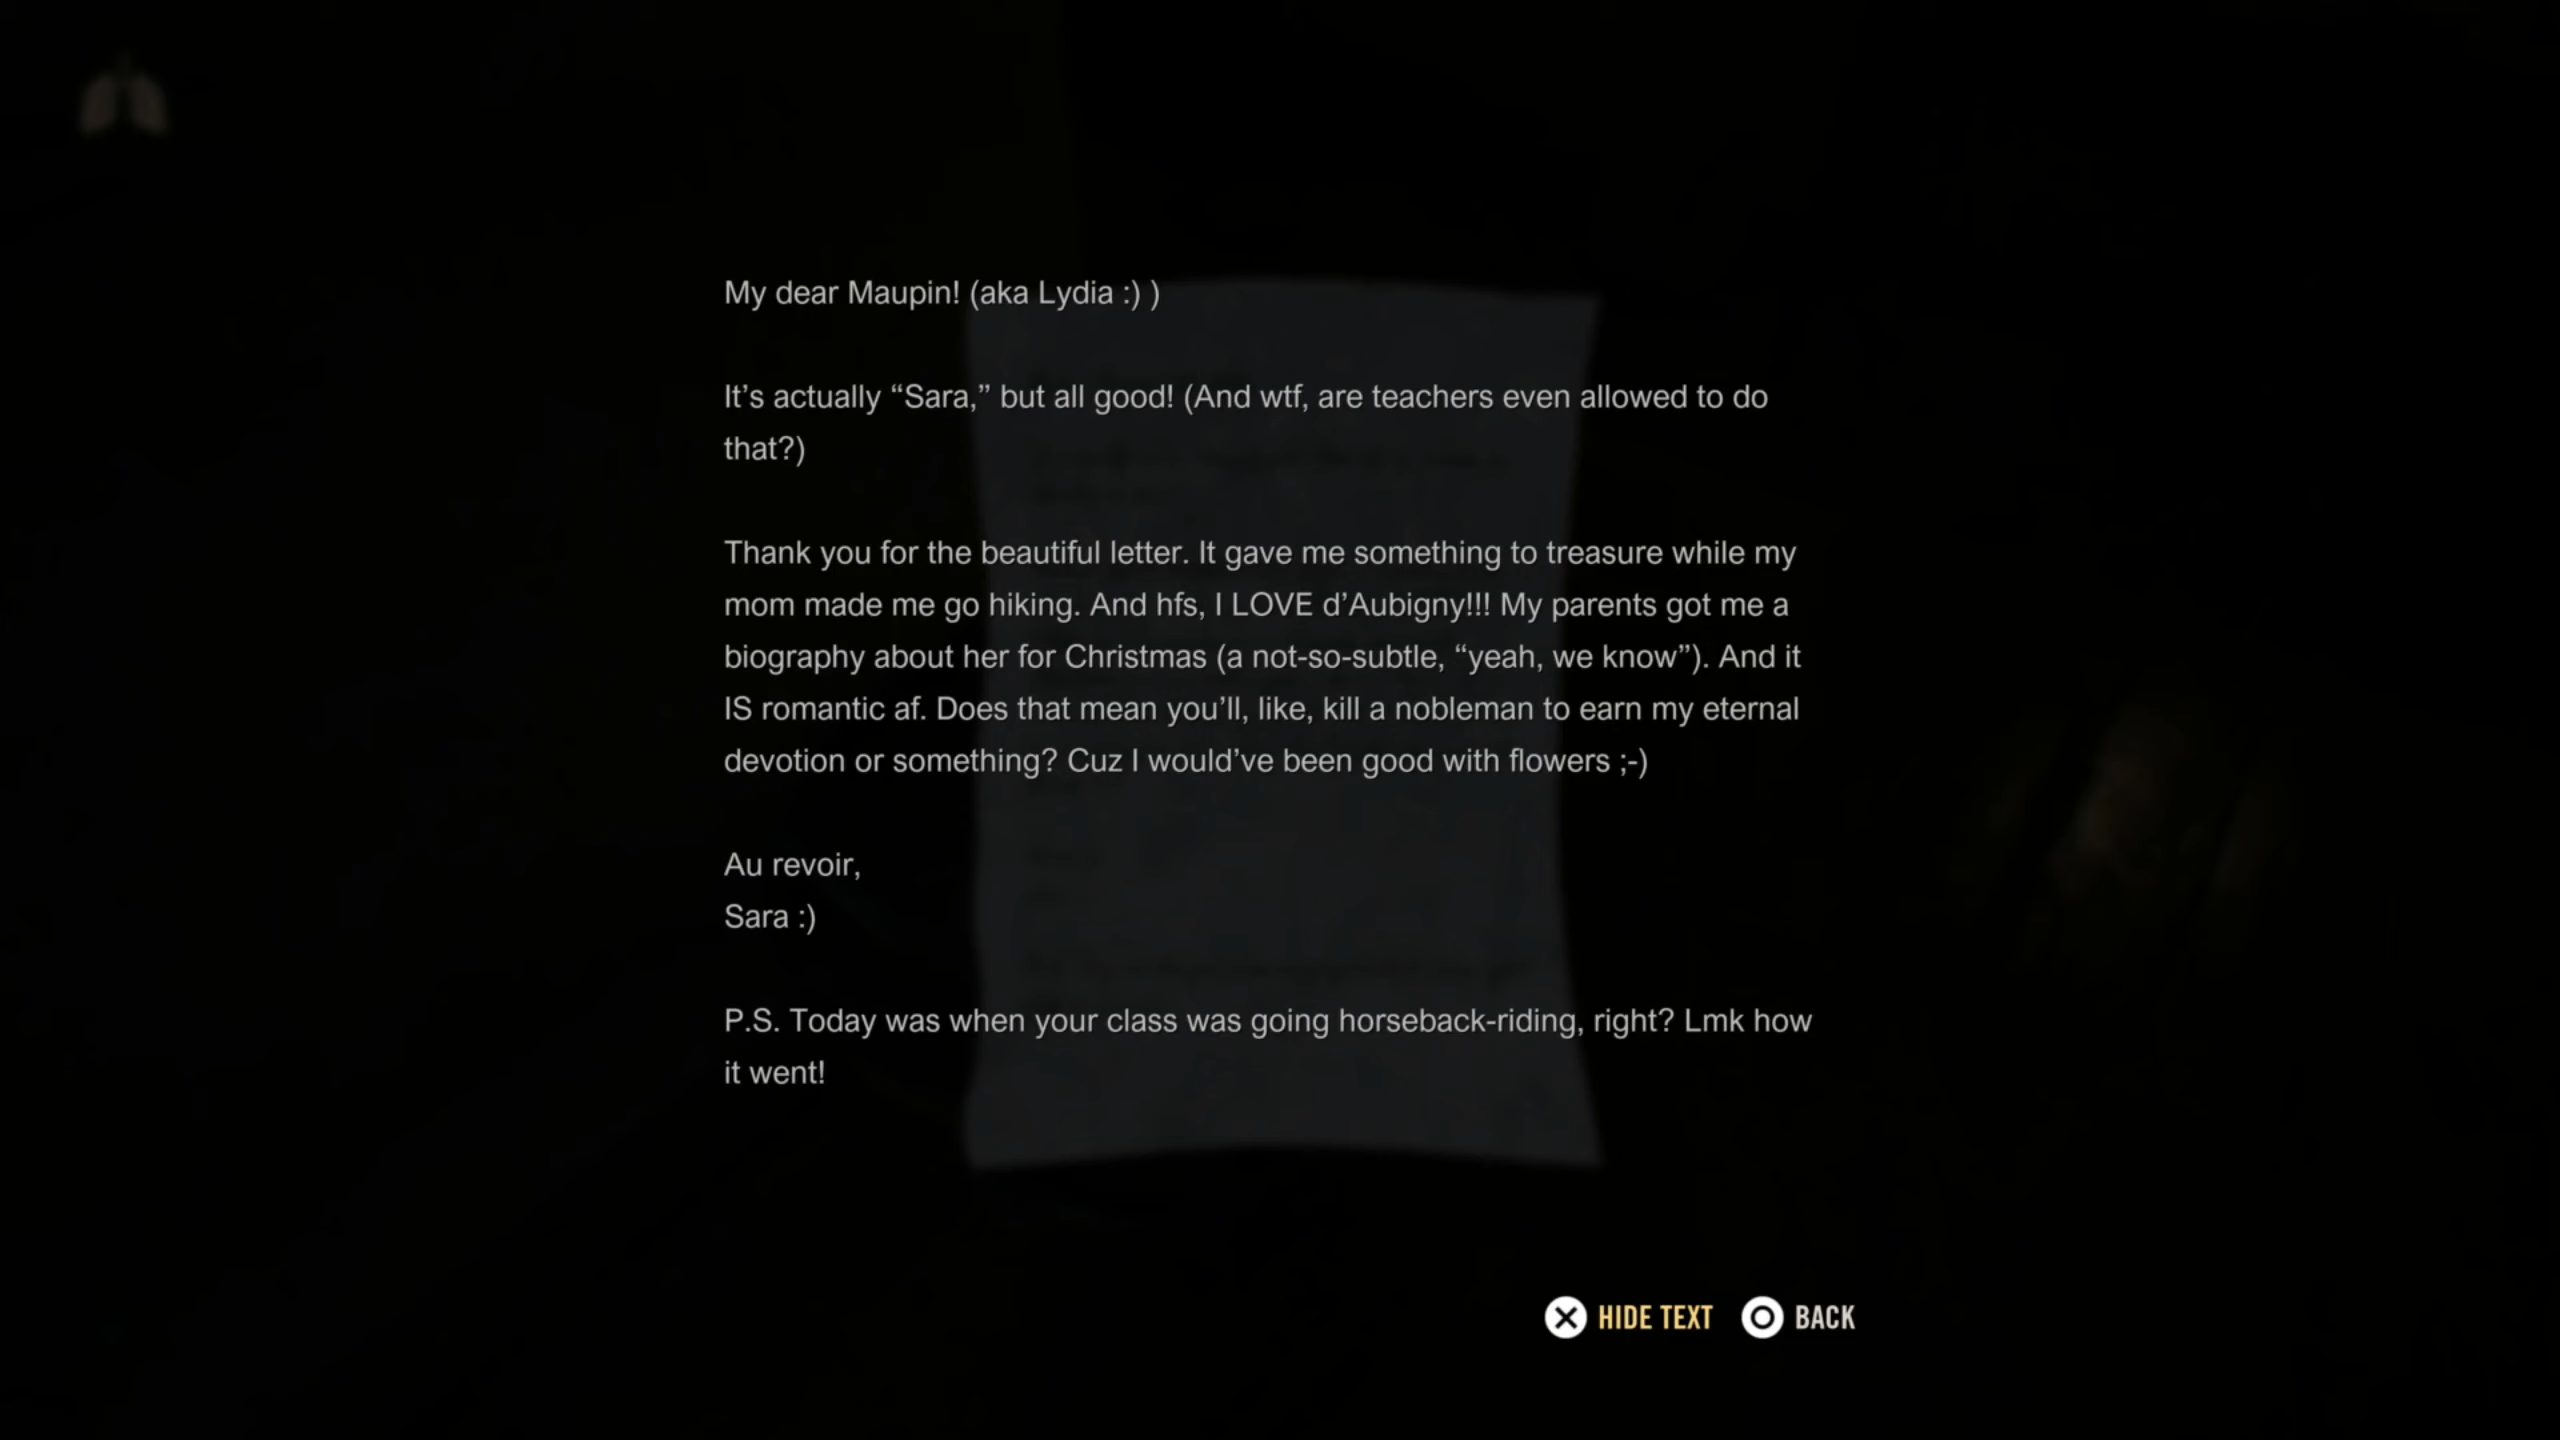 My dear Maupin! (aka Lydia :) )
It’s actually “Sara,” but all good! (And wtf, are teachers even allowed to do
that?)
Thank you for the beautiful letter. It gave me something to treasure while my
mom made me go hiking. And hfs, I LOVE d’Aubigny!!! My parents got me a
biography about her for Christmas (a not-so-subtle, “yeah, we know”). And it
IS romantic af. Does that mean you’ll, like, kill a nobleman to earn my eternal
devotion or something? Cuz I would’ve been good with flowers ;-)
Au revoir,
Sara :)
P.S. Today was when your class was going horseback-riding, right? Lmk how
it went!
HIDE TEXT BACK